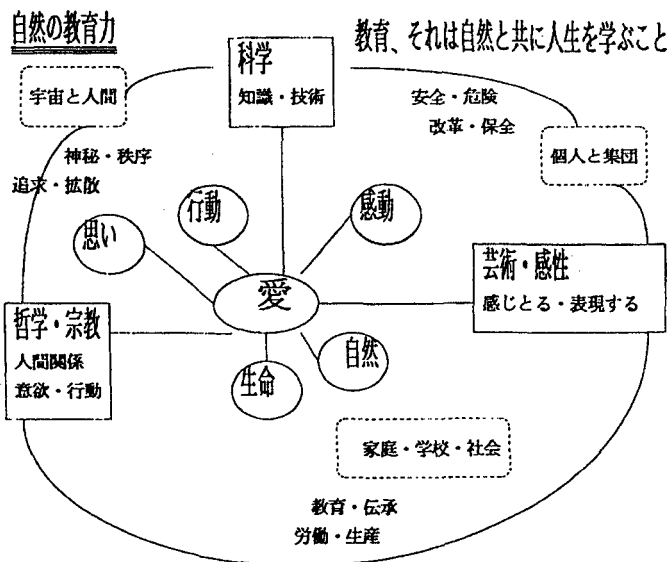 自然の教育力
教育、それは自然と共に人生を学ぶこと
科学
知識・技術
宇宙と人間
安全・危険
改革・保全
個人と集団
神秘・秩序
追求・拡散
行動
感動
思い
愛
芸術・感性
感じとる・表現する
哲学・宗教
人間関係
意欲・行動
生命
自然
家庭・学校・社会
教育・伝承
労働・生産